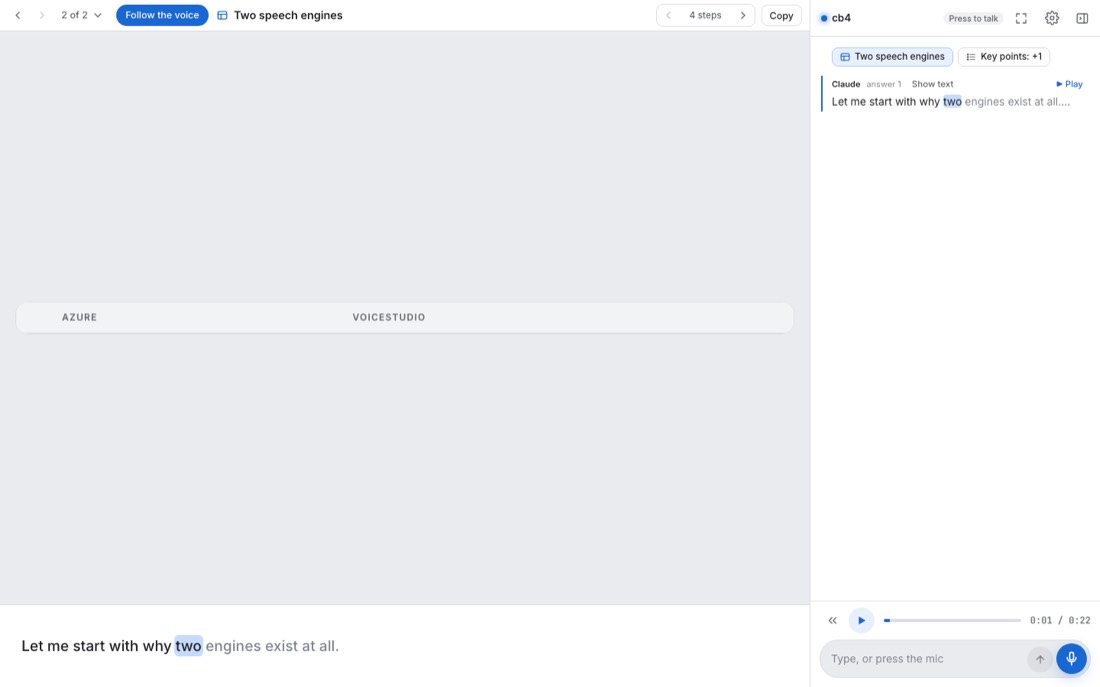 2 of 2
Follow the voice
Two speech engines
4 steps
Copy
AZURE
VOICESTUDIO
Let me start with why two engines exist at all.
cb4
Press to talk
Two speech engines
Key points: +1
Claude answer 1 Show text
Play
Let me start with why two engines exist at all....
0:01 / 0:22
Type, or press the mic